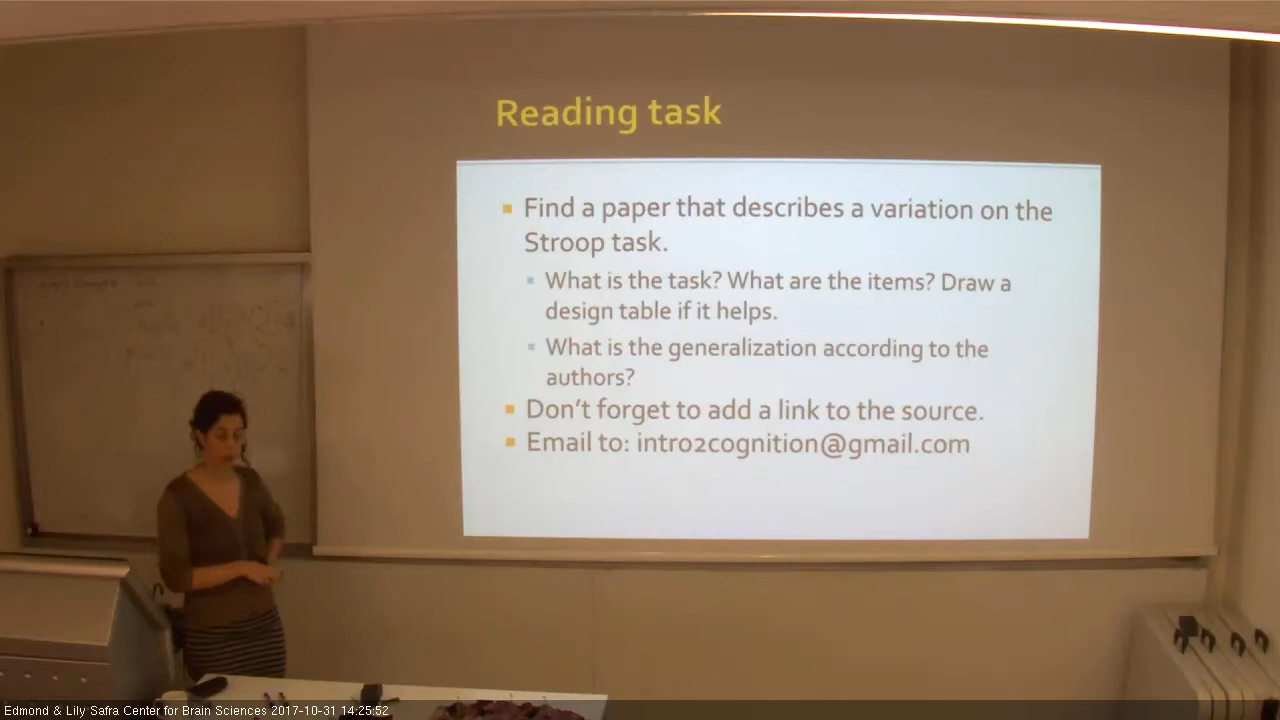 Reading task
Find a paper that describes a variation on the
Stroop task.
What is the task? What are the items? Draw a
design table if it helps.
What is the generalization according to the
authors?
Don't forget to add a link to the source.
Email to: intro2cognition@gmail.com
Edmond & Lily Safra Center for Brain Sciences 2017-10-31 14:25:52